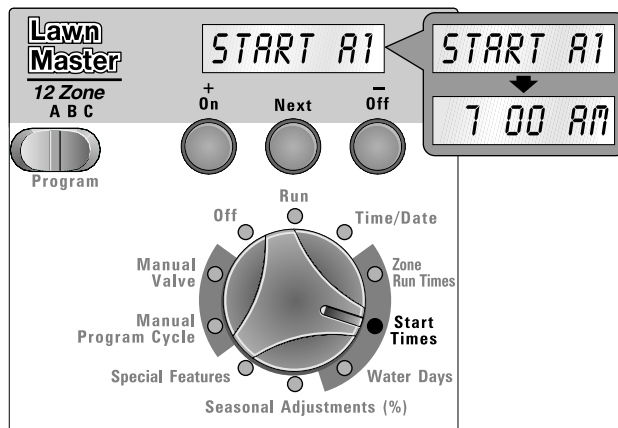 Lawn
Master
12 Zone
A B C
Program
START A1
START A1
7 00 AM
+
On
Next
–
Off
Run
Off
Time/Date
Manual
Valve
Zone
Run Times
Manual
Program Cycle
Start
Times
Special Features
Water Days
Seasonal Adjustments (%)